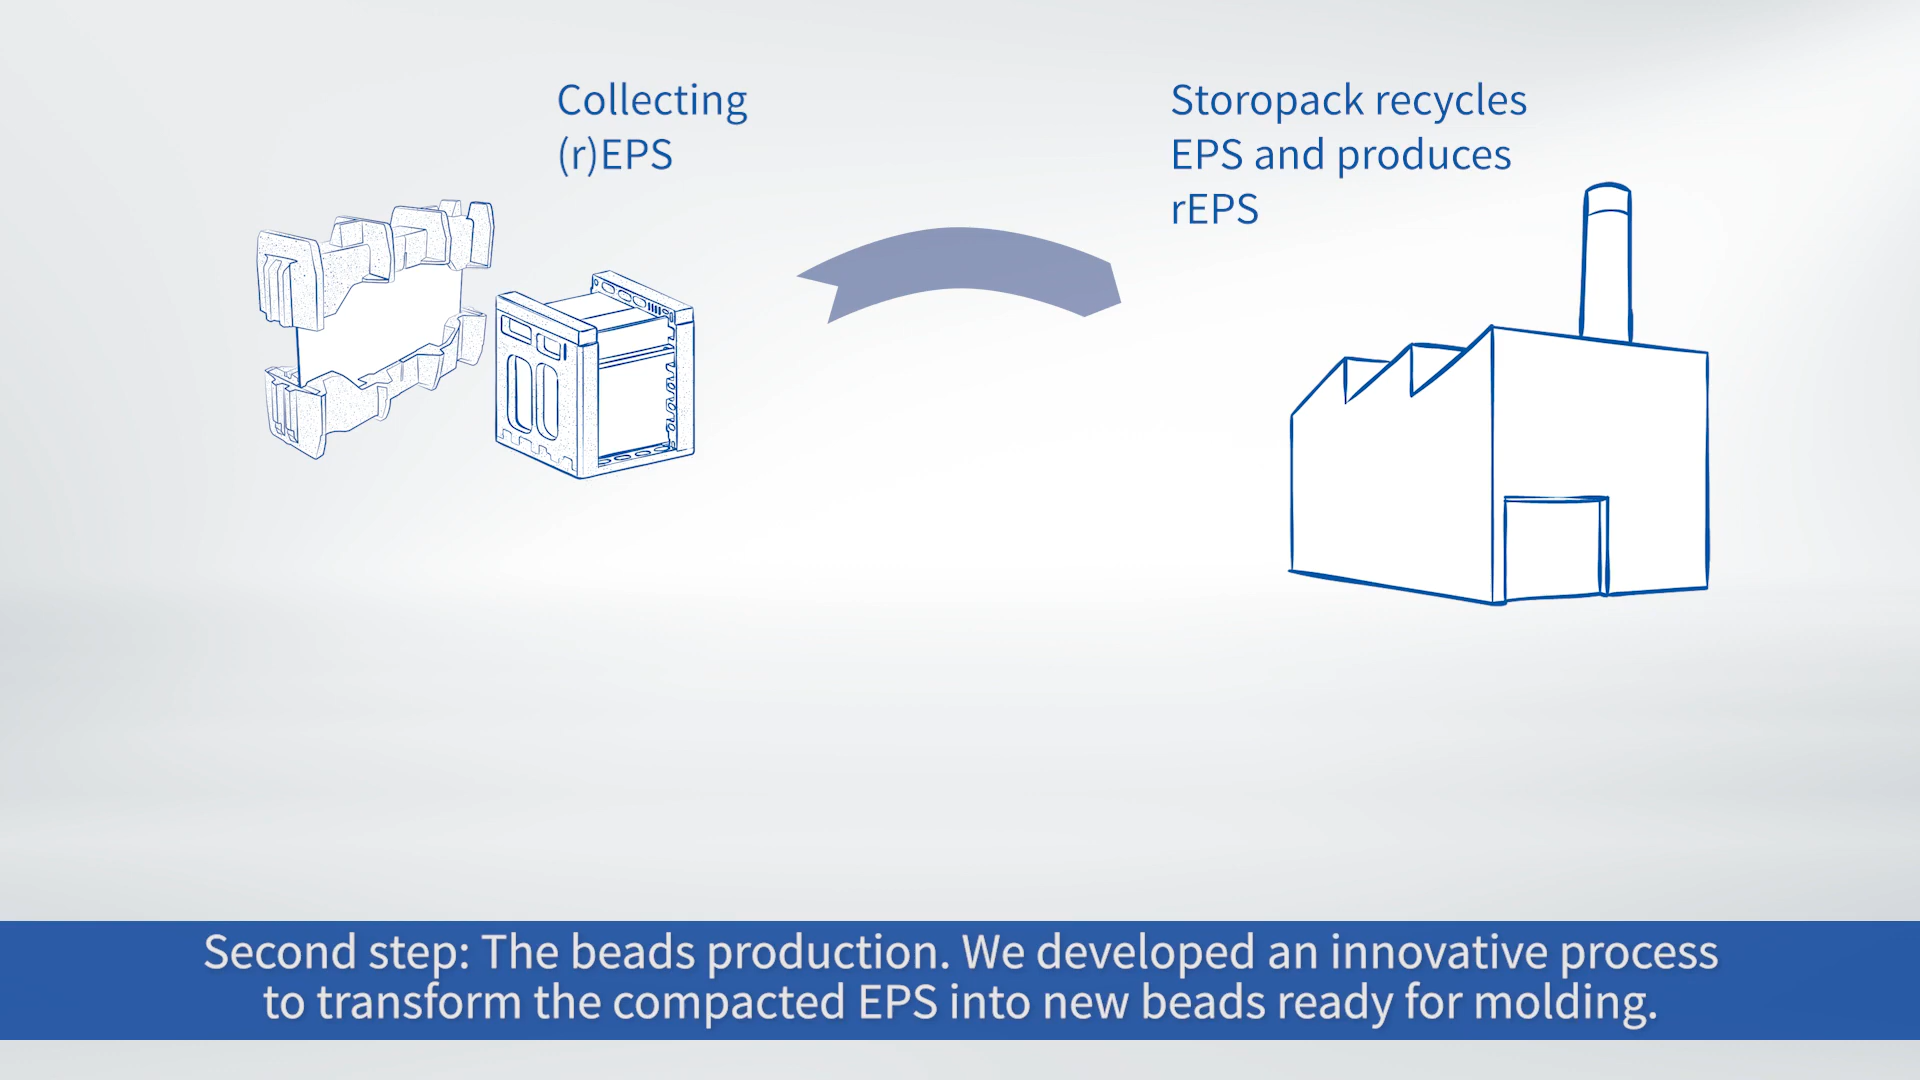 Collecting
(r)EPS
Storopack recycles
EPS and produces
rEPS
Second step: The beads production. We developed an innovative process
to transform the compacted EPS into new beads ready for molding.